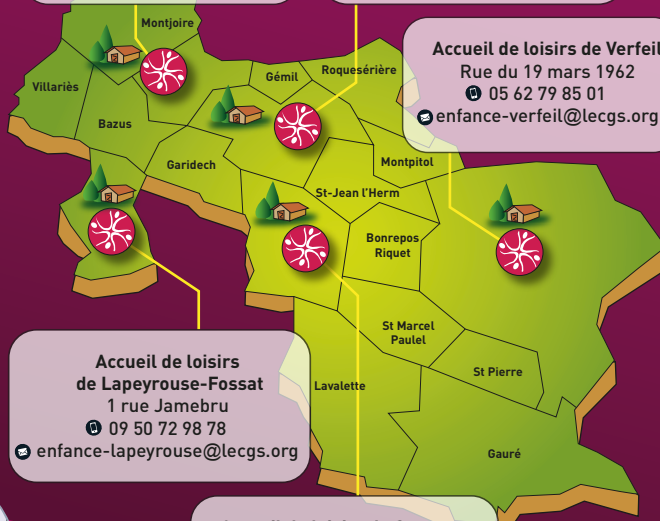 Montjoire
Accueil de loisirs de Verfeil
Rue du 19 mars 1962
05 62 79 85 01
enfance-verfeil@lecgs.org
Gémil
Roquesérière
Villariès
Bazus
Garidech
Montpitol
St-Jean l'Herm
Bonrepos
Riquet
St Marcel
Paulel
St Pierre
Lavalette
Gauré
Accueil de loisirs
de Lapeyrouse-Fossat
1 rue Jamebru
09 50 72 98 78
enfance-lapeyrouse@lecgs.org